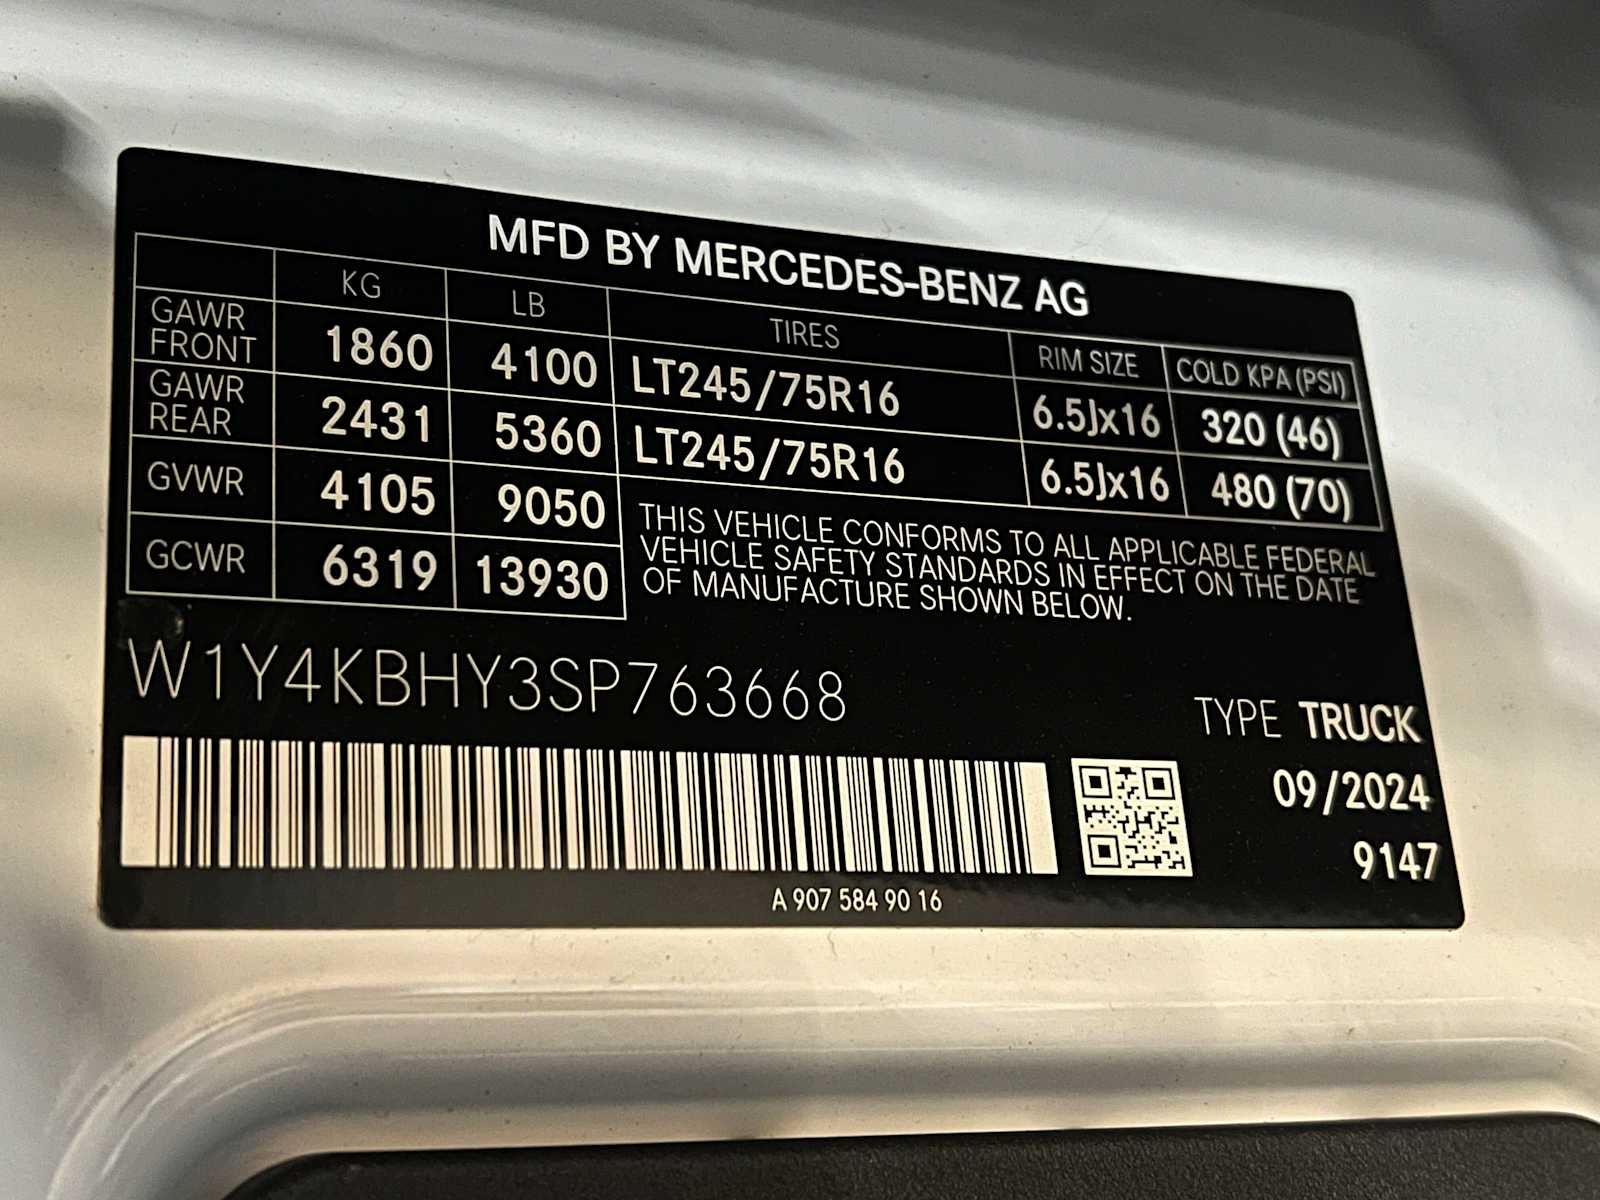 MFD BY MERCEDES-BENZ AG
KG LB TIRES RIM SIZE COLD KPA (PSI)
GAWR FRONT 1860 4100 LT245/75R16 6.5Jx16 320 (46)
GAWR REAR 2431 5360 LT245/75R16 6.5Jx16 480 (70)
GVWR 4105 9050
GCWR 6319 13930
THIS VEHICLE CONFORMS TO ALL APPLICABLE FEDERAL
VEHICLE SAFETY STANDARDS IN EFFECT ON THE DATE
OF MANUFACTURE SHOWN BELOW.
W1Y4KBHY3SP763668
TYPE TRUCK
09/2024
9147
A 907 584 90 16